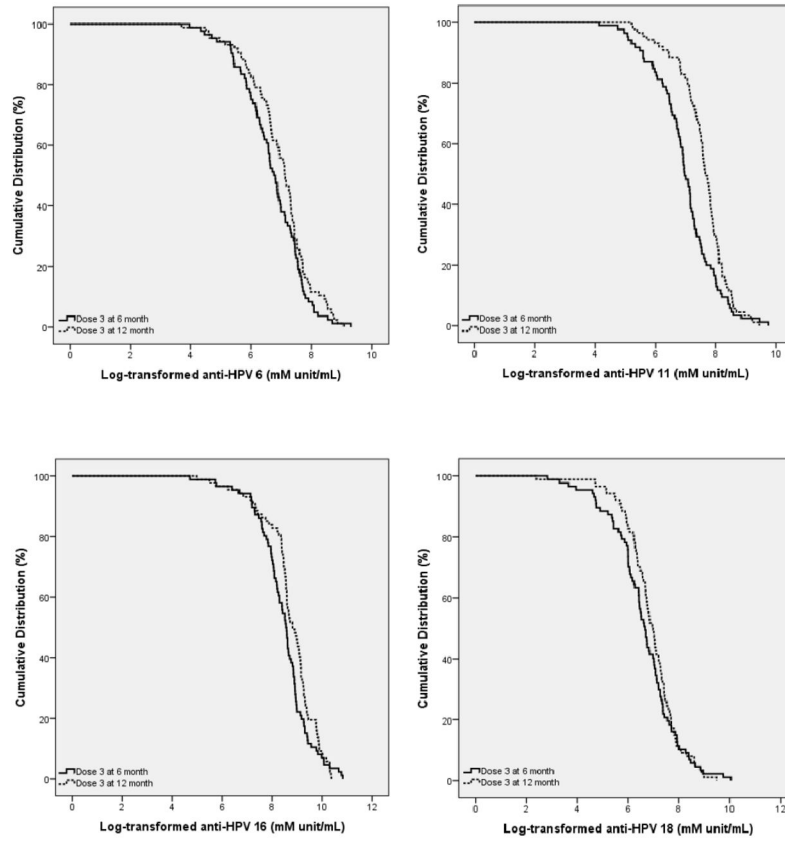 100
80
60
40
20
0
Cumulative Distribution (%)
Dose 3 at 6 month
Dose 3 at 12 month
0 2 4 6 8 10
Log-transformed anti-HPV 6 (mM unit/mL)
100
80
60
40
20
0
Cumulative Distribution (%)
Dose 3 at 6 month
Dose 3 at 12 month
0 2 4 6 8 10
Log-transformed anti-HPV 11 (mM unit/mL)
100
80
60
40
20
0
Cumulative Distribution (%)
Dose 3 at 6 month
Dose 3 at 12 month
0 2 4 6 8 10 12
Log-transformed anti-HPV 16 (mM unit/mL)
100
80
60
40
20
0
Cumulative Distribution (%)
Dose 3 at 6 month
Dose 3 at 12 month
0 2 4 6 8 10 12
Log-transformed anti-HPV 18 (mM unit/mL)